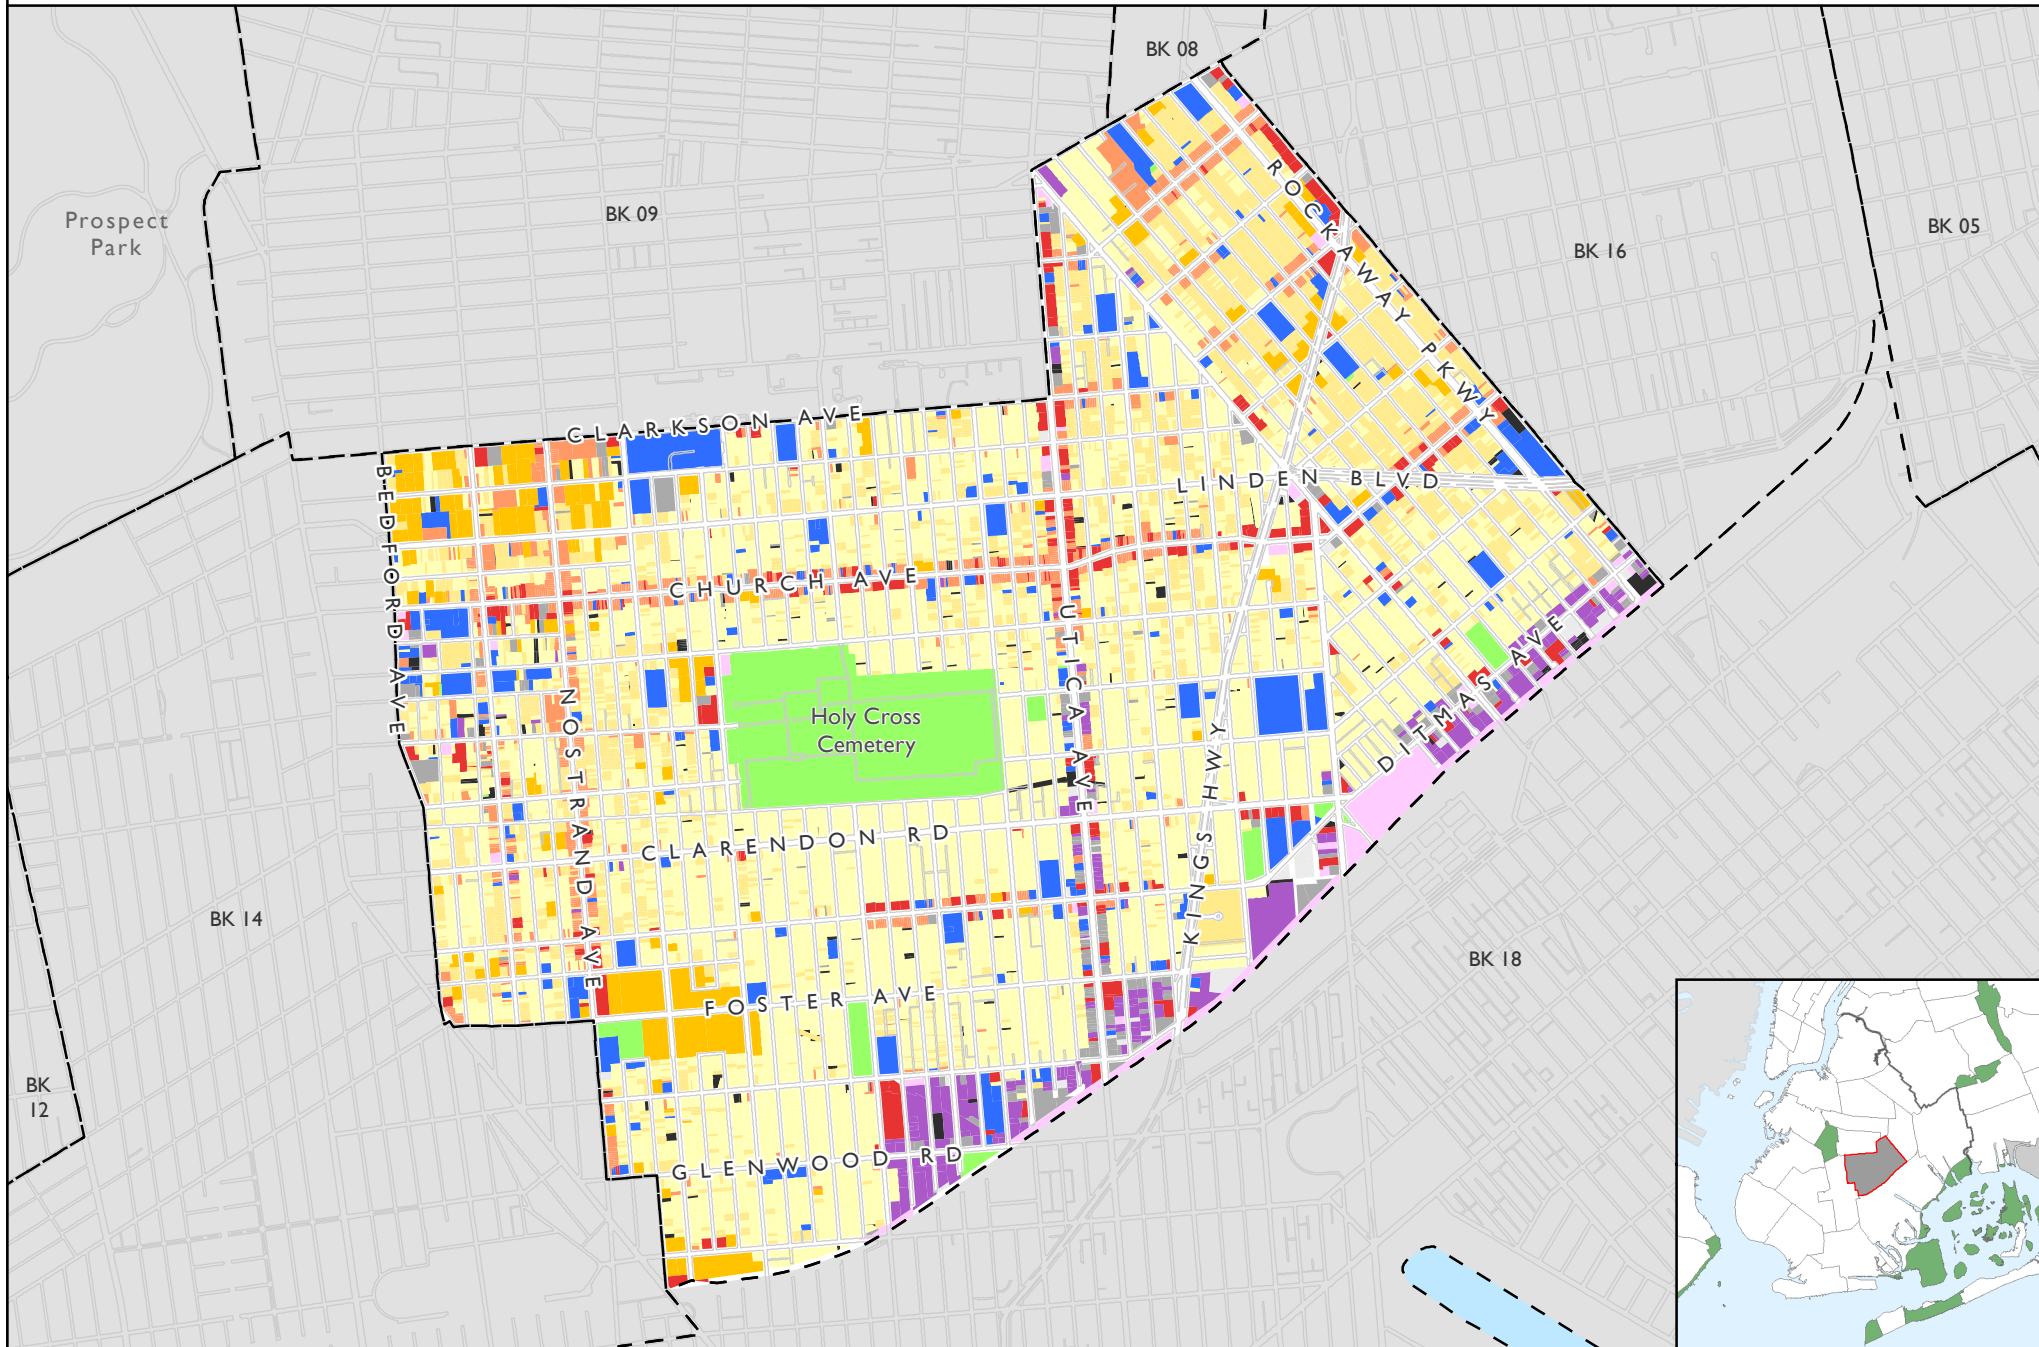 BK 08
Prospect
Park
BK 09
ROCKAWAY PKWY
BK 16
BK 05
CLARKSON AVE
BEDFORD AVE
LINDEN BLVD
CHURCH AVE
UTICA AVE
NOSTRAND AVE
Holy Cross
Cemetery
DITMAS AVE
KINGS HWY
CLARENDON RD
BK 14
BK 18
FOSTER AVE
BK
12
GLENWOOD RD